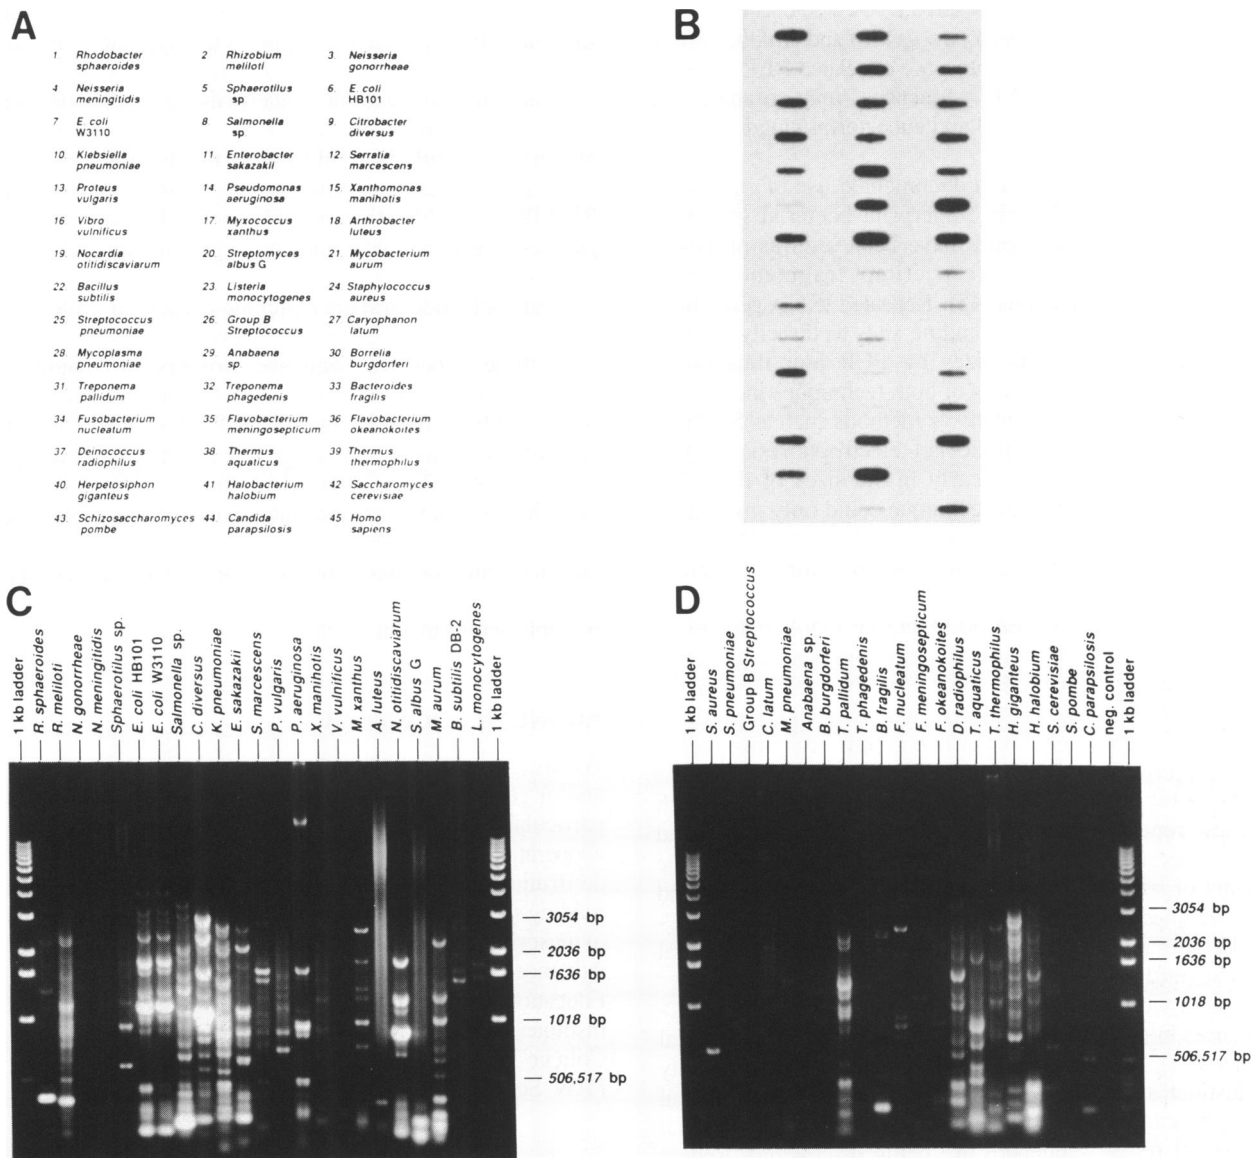 A
1. Rhodobacter sphaeroides
2 Rhizobium meliloti
3. Neisseria gonorrheae
4 Neisseria meningitidis
5 Sphaerotilus sp
6. E. coli HB101
7 E. coli W3110
8 Salmonella sp.
9. Citrobacter diversus
10. Klebsiella pneumoniae
11. Enterobacter sakazakii
12. Serratia marcescens
13. Proteus vulgaris
14. Pseudomonas aeruginosa
15. Xanthomonas manihotis
16 Vibro vulnificus
17. Myxococcus xanthus
18. Arthrobacter luteus
19. Nocardia otitidiscaviarum
20. Streptomyces albus G
21. Mycobacterium aurum
22. Bacillus subtilis
23. Listeria monocytogenes
24 Staphylococcus aureus
25 Streptococcus pneumoniae
26. Group B Streptococcus
27 Caryophanon latum
28. Mycoplasma pneumoniae
29. Anabaena sp
30. Borrelia burgdorferi
31. Treponema pallidum
32 Treponema phagedenis
33. Bacteroides fragilis
34. Fusobacterium nucleatum
35. Flavobacterium meningosepticum
36. Flavobacterium okeanokoites
37. Deinococcus radiophilus
38. Thermus aquaticus
39 Thermus thermophilus
40. Herpetosiphon giganteus
41 Halobacterium halobium
42 Saccharomyces cerevisiae
43. Schizosaccharomyces pombe
44. Candida parapsilosis
45 Homo sapiens
B
C
1 kb ladder
R. sphaeroides
R. meliloti
N. gonorrheae
N. meningitidis
Sphaerotilus sp.
E. coli HB101
E. coli W3110
Salmonella sp.
C. diversus
K. pneumoniae
E. sakazakii
S. marcescens
P. vulgaris
P. aeruginosa
X. manihotis
V. vulnificus
M. xanthus
A. luteus
N. otitidiscaviarum
S. albus G
M. aurum
B. subtilis DB-2
L. monocytogenes
1 kb ladder
3054 bp
2036 bp
1636 bp
1018 bp
506,517 bp
D
1 kb ladder
S. aureus
S. pneumoniae
Group B Streptococcus
C. latum
M. pneumoniae
Anabaena sp.
B. burgdorferi
T. pallidum
T. phagedenis
B. fragilis
F. nucleatum
F. meningosepticum
F. okeanokoites
D. radiophilus
T. aquaticus
T. thermophilus
H. giganteus
H. halobium
S. cerevisiae
S. pombe
C. parapsilosis
neg. control
1 kb ladder
3054 bp
2036 bp
1636 bp
1018 bp
506,517 bp